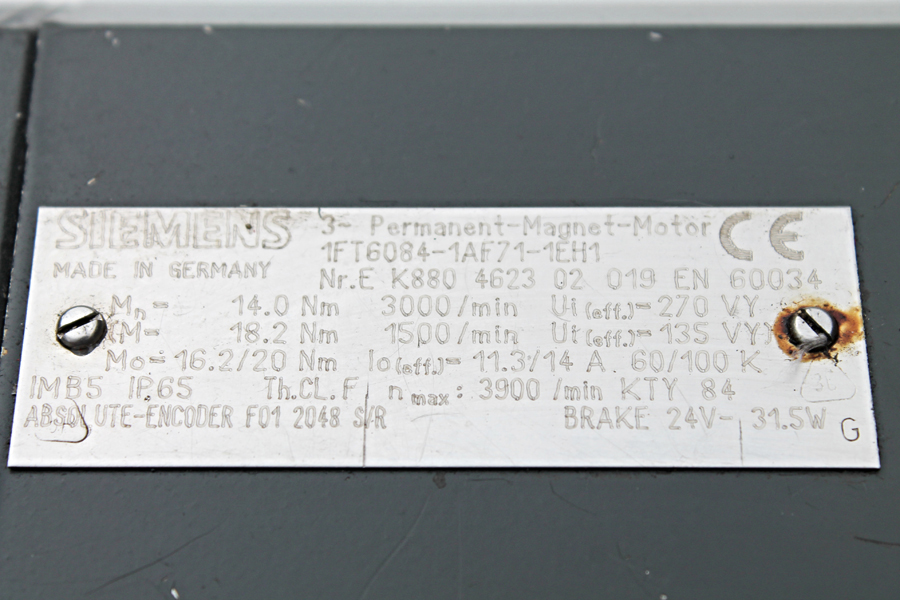 SIEMENS 3~ Permanent-Magnet-Motor CE
1FT6084-1AF71-1EH1
MADE IN GERMANY Nr.E K880 4623 02 019 EN 60034
Mn= 14.0 Nm 3000/min Ui(eff.)= 270 VY
(M= 18.2 Nm 1500/min Ui(eff.)= 135 VY)
Mo= 16.2/20 Nm Io(eff.)= 11.3/14 A 60/100 K
IMB5 IP65 Th.CL.F n max: 3900 /min KTY 84
ABSOLUTE-ENCODER F01 2048 S/R BRAKE 24V- 31.5W G